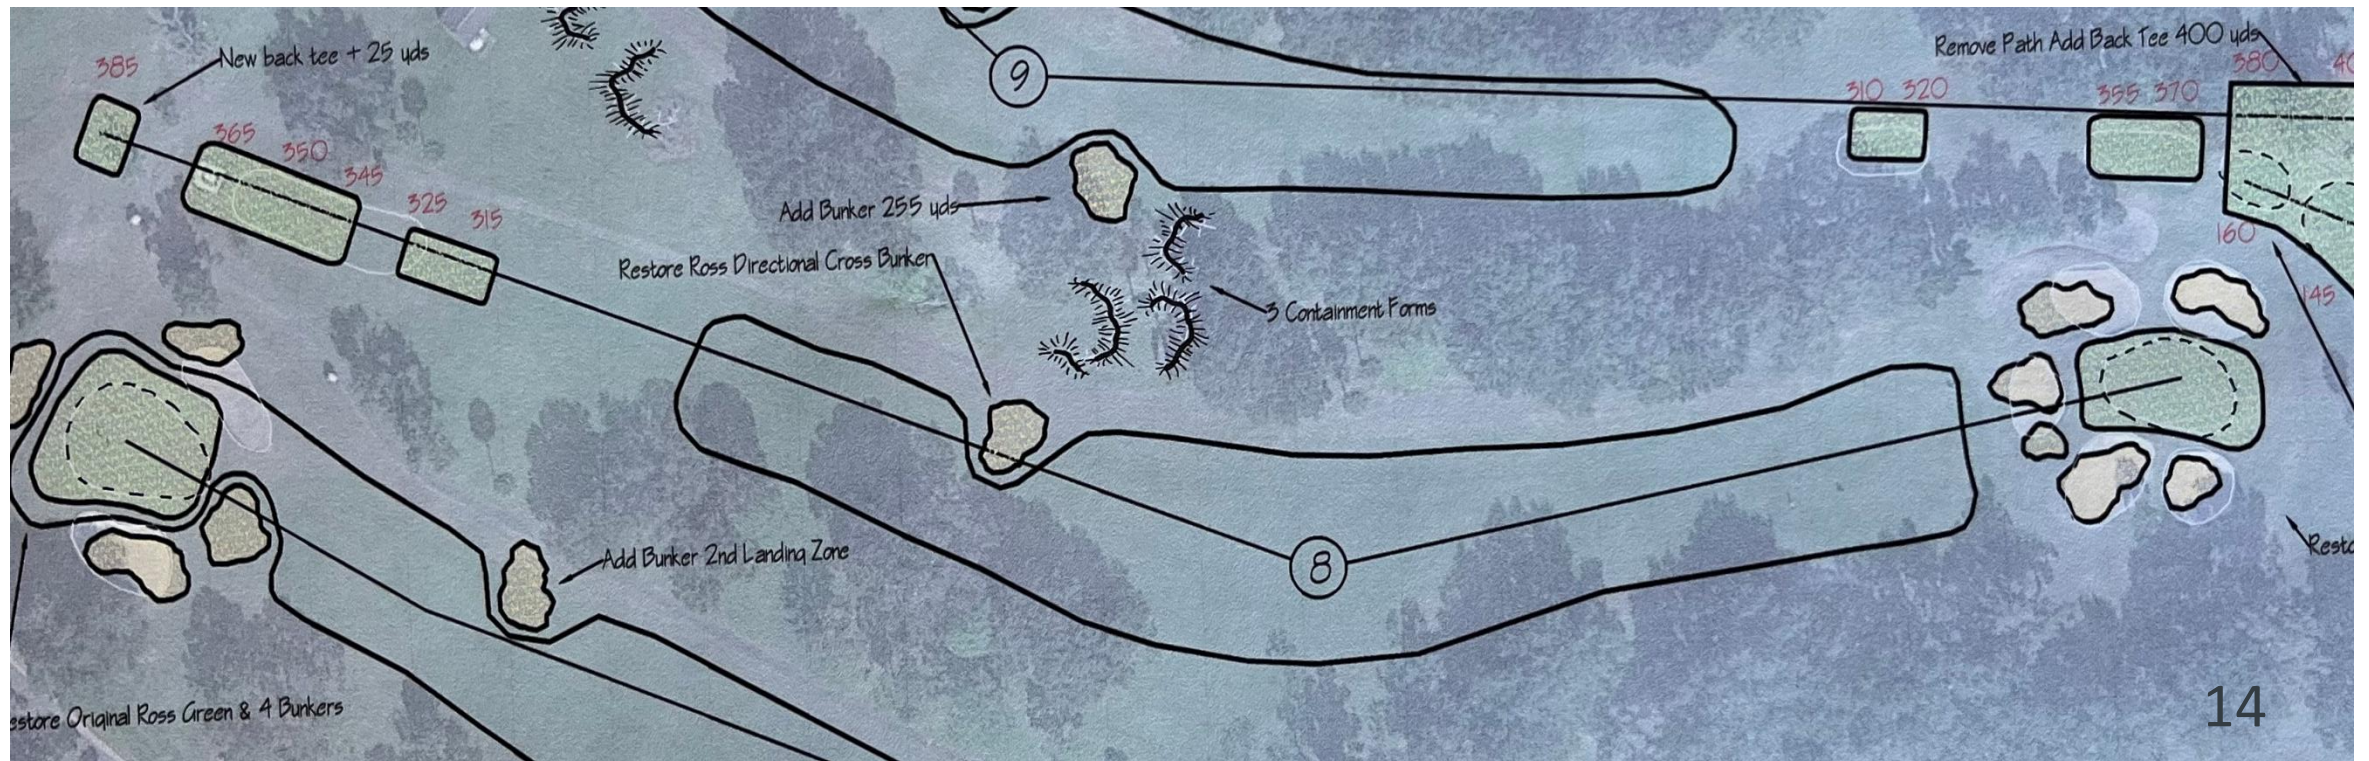 385
New back tee + 25 yds
9
Remove Path Add Back Tee 400 yds
380
310 320
355 370
365
350
345
325
315
Add Bunker 255 yds
160
Restore Ross Directional Cross Bunker
3 Containment Forms
145
8
Add Bunker 2nd Landing Zone
estore Original Ross Green & 4 Bunkers
14